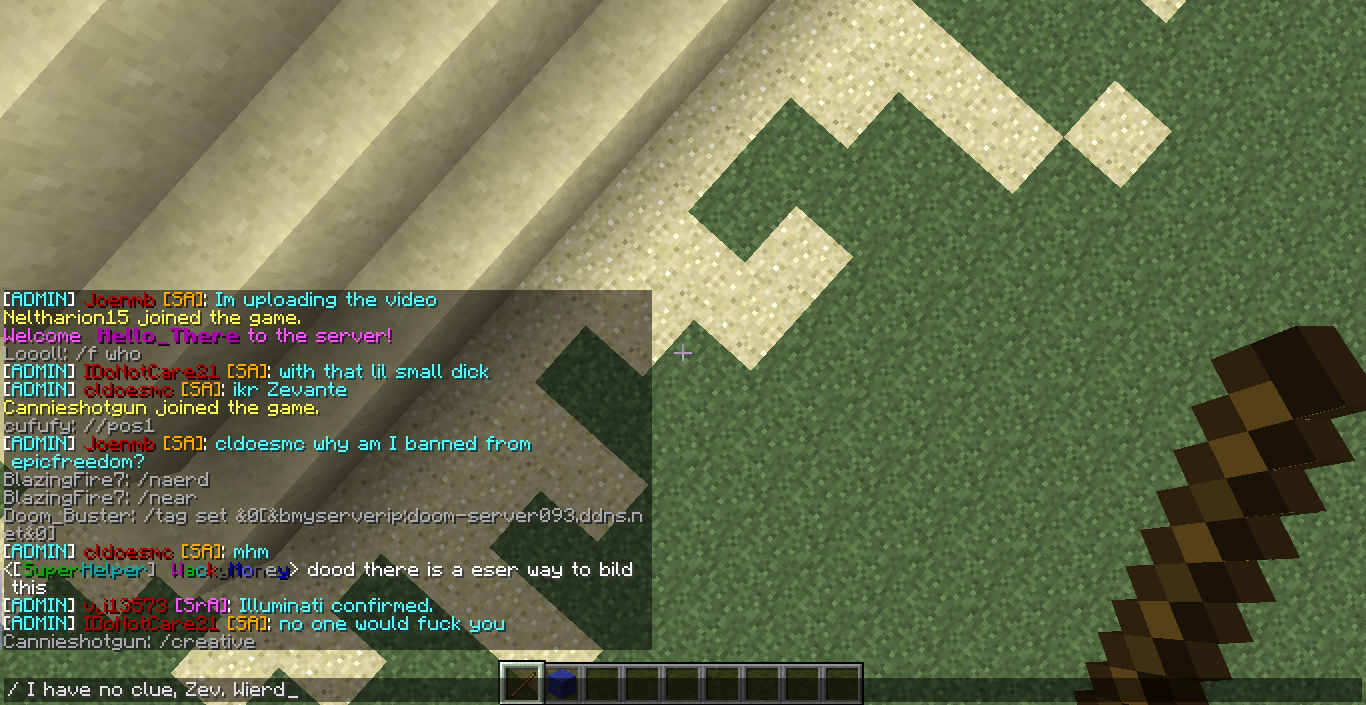 [ADMIN] Joenmb [SA]: Im uploading the video
Neltharion15 joined the game.
Welcome Hello_There to the server!
Loooll: /f who
[ADMIN] IDoNotCare21 [SA]: with that lil small dick
[ADMIN] cldoesmc [SA]: ikr Zevante
Cannieshotgun joined the game.
cufufy: //pos1
[ADMIN] Joenmb [SA]: cldoesmc why am I banned from
epicfreedom?
BlazingFire7: /naerd
BlazingFire7: /near
Doom_Buster: /tag set &0[&bmyserverip:doom-server093.ddns.n
et&0]
[ADMIN] cldoesmc [SA]: mhm
<[SuperHelper] WackyMoney> dood there is a eser way to bild
this
[ADMIN] vj13573 [SrA]: Illuminati confirmed.
[ADMIN] IDoNotCare21 [SA]: no one would fuck you
Cannieshotgun: /creative
/ I have no clue, Zev. Wierd_